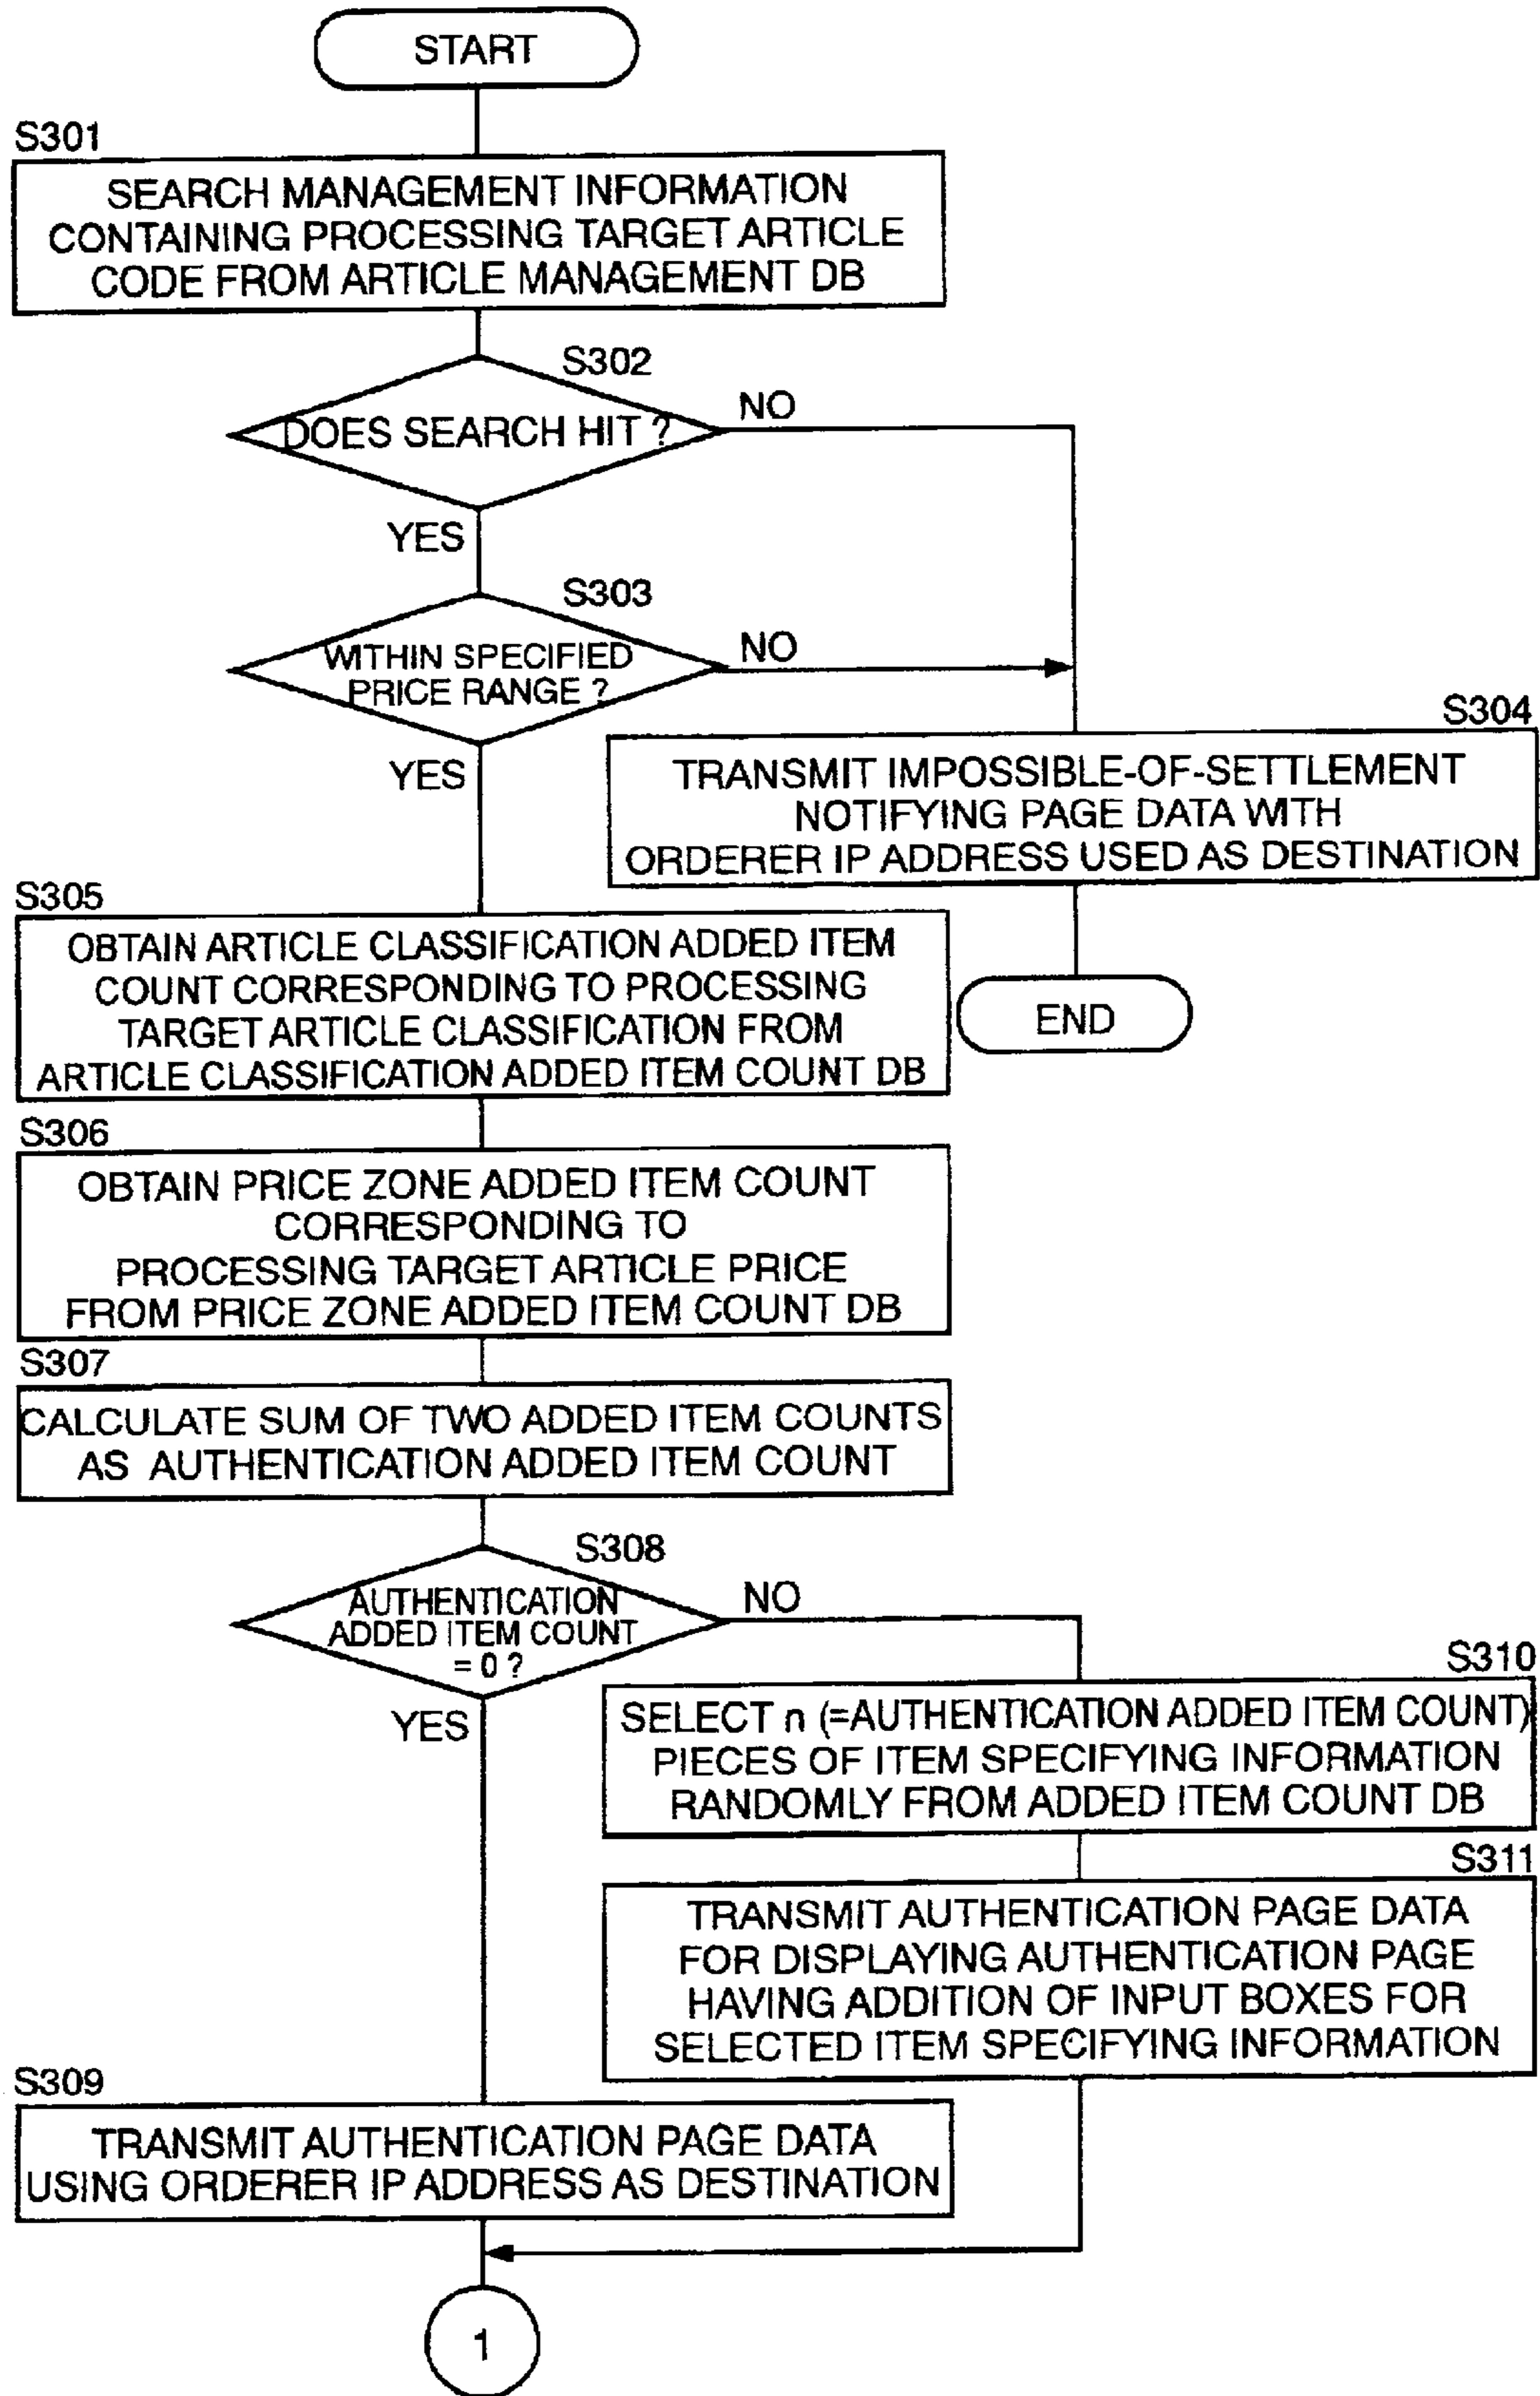 START
S301
SEARCH MANAGEMENT INFORMATION
CONTAINING PROCESSING TARGET ARTICLE
CODE FROM ARTICLE MANAGEMENT DB
S302
DOES SEARCH HIT ?
NO
YES
S303
WITHIN SPECIFIED
PRICE RANGE ?
NO
YES
S304
TRANSMIT IMPOSSIBLE-OF-SETTLEMENT
NOTIFYING PAGE DATA WITH
ORDERER IP ADDRESS USED AS DESTINATION
END
S305
OBTAIN ARTICLE CLASSIFICATION ADDED ITEM
COUNT CORRESPONDING TO PROCESSING
TARGET ARTICLE CLASSIFICATION FROM
ARTICLE CLASSIFICATION ADDED ITEM COUNT DB
S306
OBTAIN PRICE ZONE ADDED ITEM COUNT
CORRESPONDING TO
PROCESSING TARGET ARTICLE PRICE
FROM PRICE ZONE ADDED ITEM COUNT DB
S307
CALCULATE SUM OF TWO ADDED ITEM COUNTS
AS AUTHENTICATION ADDED ITEM COUNT
S308
AUTHENTICATION
ADDED ITEM COUNT
= 0 ?
NO
YES
S310
SELECT n (=AUTHENTICATION ADDED ITEM COUNT)
PIECES OF ITEM SPECIFYING INFORMATION
RANDOMLY FROM ADDED ITEM COUNT DB
S311
TRANSMIT AUTHENTICATION PAGE DATA
FOR DISPLAYING AUTHENTICATION PAGE
HAVING ADDITION OF INPUT BOXES FOR
SELECTED ITEM SPECIFYING INFORMATION
S309
TRANSMIT AUTHENTICATION PAGE DATA
USING ORDERER IP ADDRESS AS DESTINATION
1